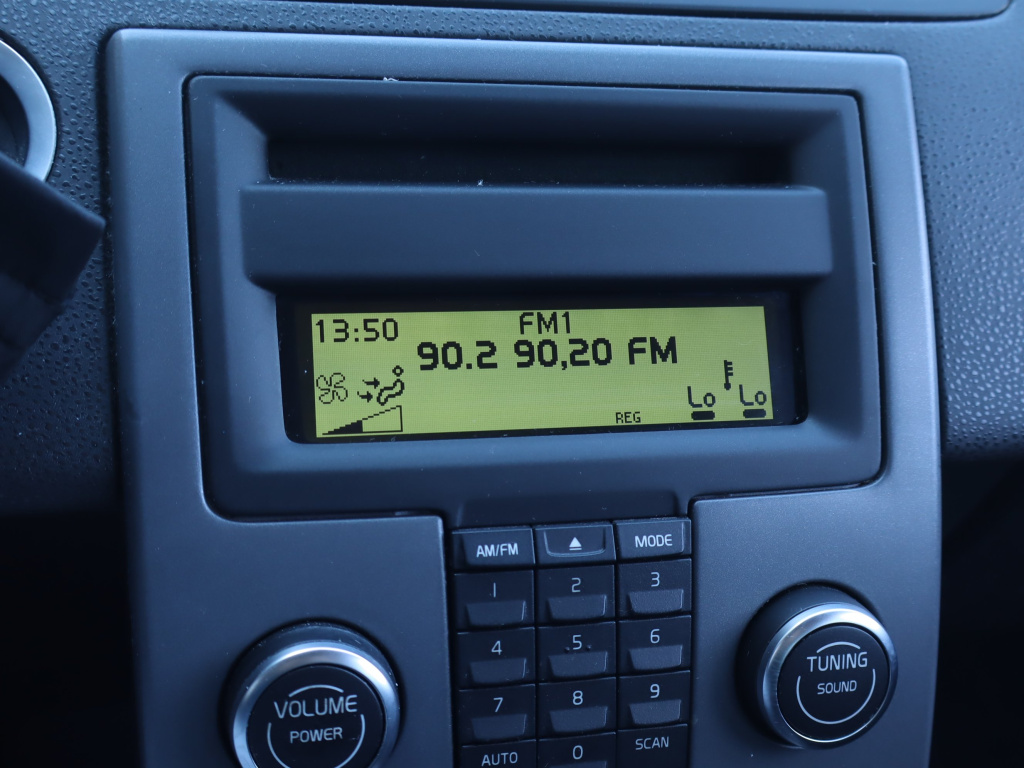 13:50
FM1
90.2 90,20 FM
Lo Lo
REG
AM/FM MODE
1 2 3
4 5 6
7 8 9
AUTO 0 SCAN
VOLUME
POWER
TUNING
SOUND